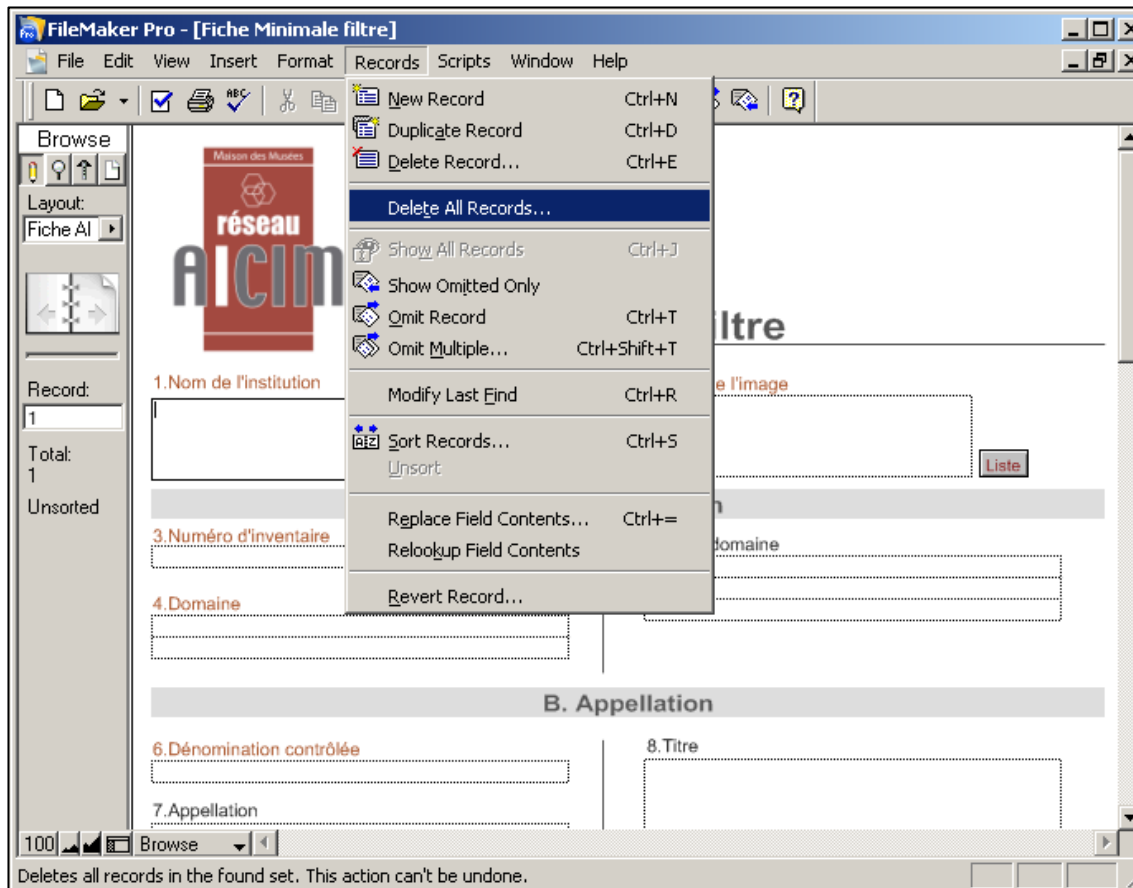 FileMaker Pro - [Fiche Minimale filtre]
File Edit View Insert Format Records Scripts Window Help
Browse
Layout:
Fiche Al
Record:
1
Total:
1
Unsorted
Maison des Musées
réseau
AICIM
New Record Ctrl+N
Duplicate Record Ctrl+D
Delete Record... Ctrl+E
Delete All Records...
Show All Records Ctrl+J
Show Omitted Only
Omit Record Ctrl+T
Omit Multiple... Ctrl+Shift+T
Modify Last Find Ctrl+R
Sort Records... Ctrl+S
Unsort
Replace Field Contents... Ctrl+=
Relookup Field Contents
Revert Record...
iltre
1.Nom de l'institution
e l'image
Liste
n
3.Numéro d'inventaire
domaine
4.Domaine
B. Appellation
6.Dénomination contrôlée
8.Titre
7.Appellation
100 Browse
Deletes all records in the found set. This action can't be undone.